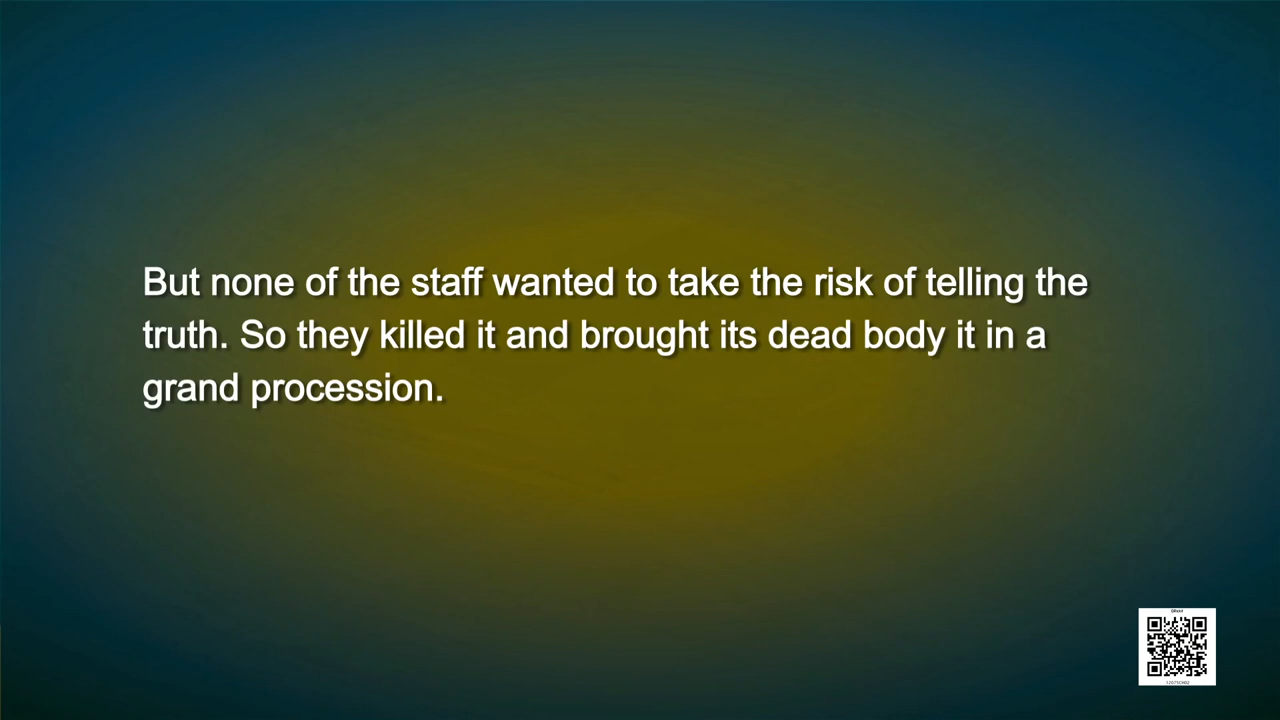 But none of the staff wanted to take the risk of telling the
truth. So they killed it and brought its dead body it in a
grand procession.